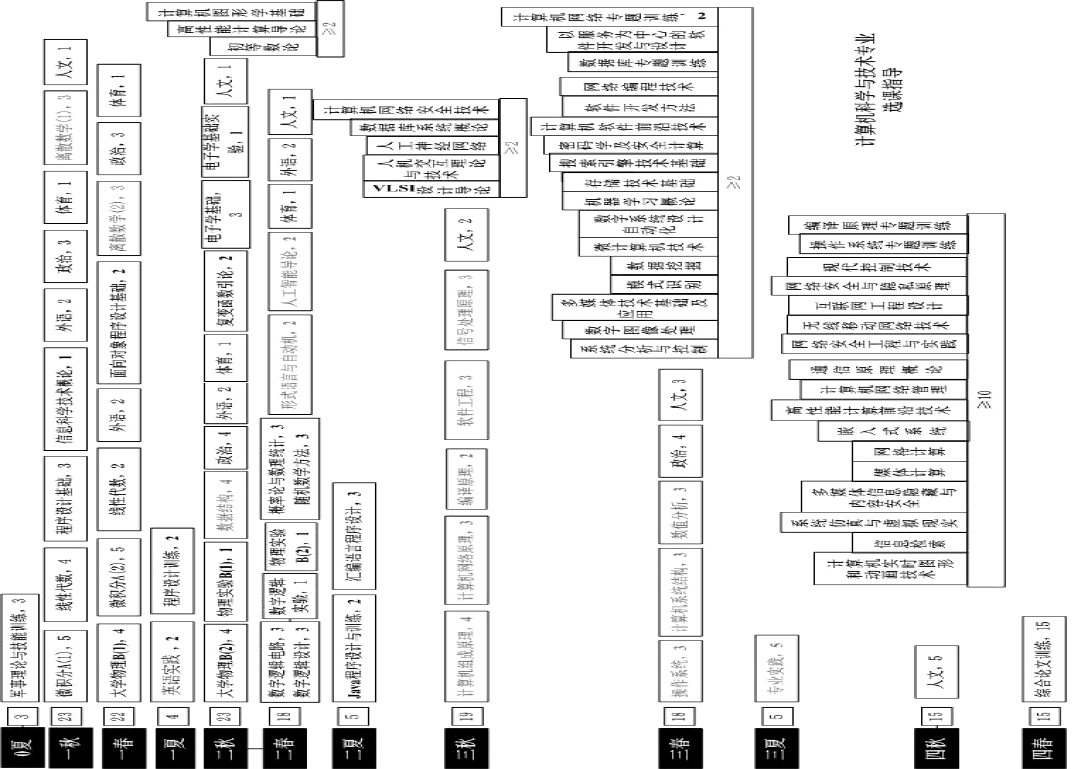 计算机科学与技术专业
选课指导
0夏
3
军事理论与技能训练，3
一秋
23
微积分A(1)，5
线性代数，4
程序设计基础，3
信息科学技术概论，1
外语，2
政治，3
体育，1
离散数学(1)，3
人文，1
一春
22
大学物理B(1)，4
微积分A(2)，5
线性代数，2
外语，2
面向对象程序设计基础，2
离散数学(2)，3
政治，3
体育，1
一夏
4
英语实践，2
程序设计训练，2
二秋
23
大学物理B(2)，4
物理实验B(1)，1
数据结构，4
政治，4
外语，2
体育，1
复变函数引论，2
电子学基础，
3
电子学基础实
验，1
人文，1
初等数论
高性能计算导论
计算机图形学基础
≥2
二春
18
数字逻辑电路，3
数字逻辑设计，3
数字逻辑
实验，1
物理实验
B(2)，1
概率论与数理统计，3
随机数学方法，3
形式语言与自动机，2
人工智能导论，2
体育，1
外语，2
人文，1
二夏
5
Java程序设计与训练，2
汇编语言程序设计，3
三秋
19
计算机组成原理，4
计算机网络原理，3
编译原理，2
软件工程，3
信号处理原理，3
人文，2
VLSI设计导论
人机交互理论
与技术
人工神经网络
数据库系统概论
计算机网络安全技术
≥2
三春
18
操作系统，3
计算机系统结构，3
数值分析，3
政治，4
人文，3
系统分析与控制
数字图像处理
多媒体技术基础及
应用
模式识别
数据挖掘
微计算机技术
数字系统设计
自动化
机器学习概论
存储技术基础
搜索引擎技术基础
密码学及安全计算
计算机软件前沿技术
软件开发方法
网络编程技术
数据库专题训练
以服务为中心的软
件开发与设计
计算机网络专题训练，2
≥2
三夏
5
专业实践，5
四秋
15
人文，5
计算机实时图形
和动画技术
信息检索
系统仿真与虚拟现实
多媒体信息隐藏与
内容安全
媒体计算
网络计算
嵌入式系统
高性能计算前沿技术
计算机网络管理
通信原理概论
网络安全工程与实践
无线移动网络技术
互联网工程设计
网络安全与隐私原理
现代控制技术
操作系统专题训练
编译原理专题训练
≥10
四春
15
综合论文训练，15